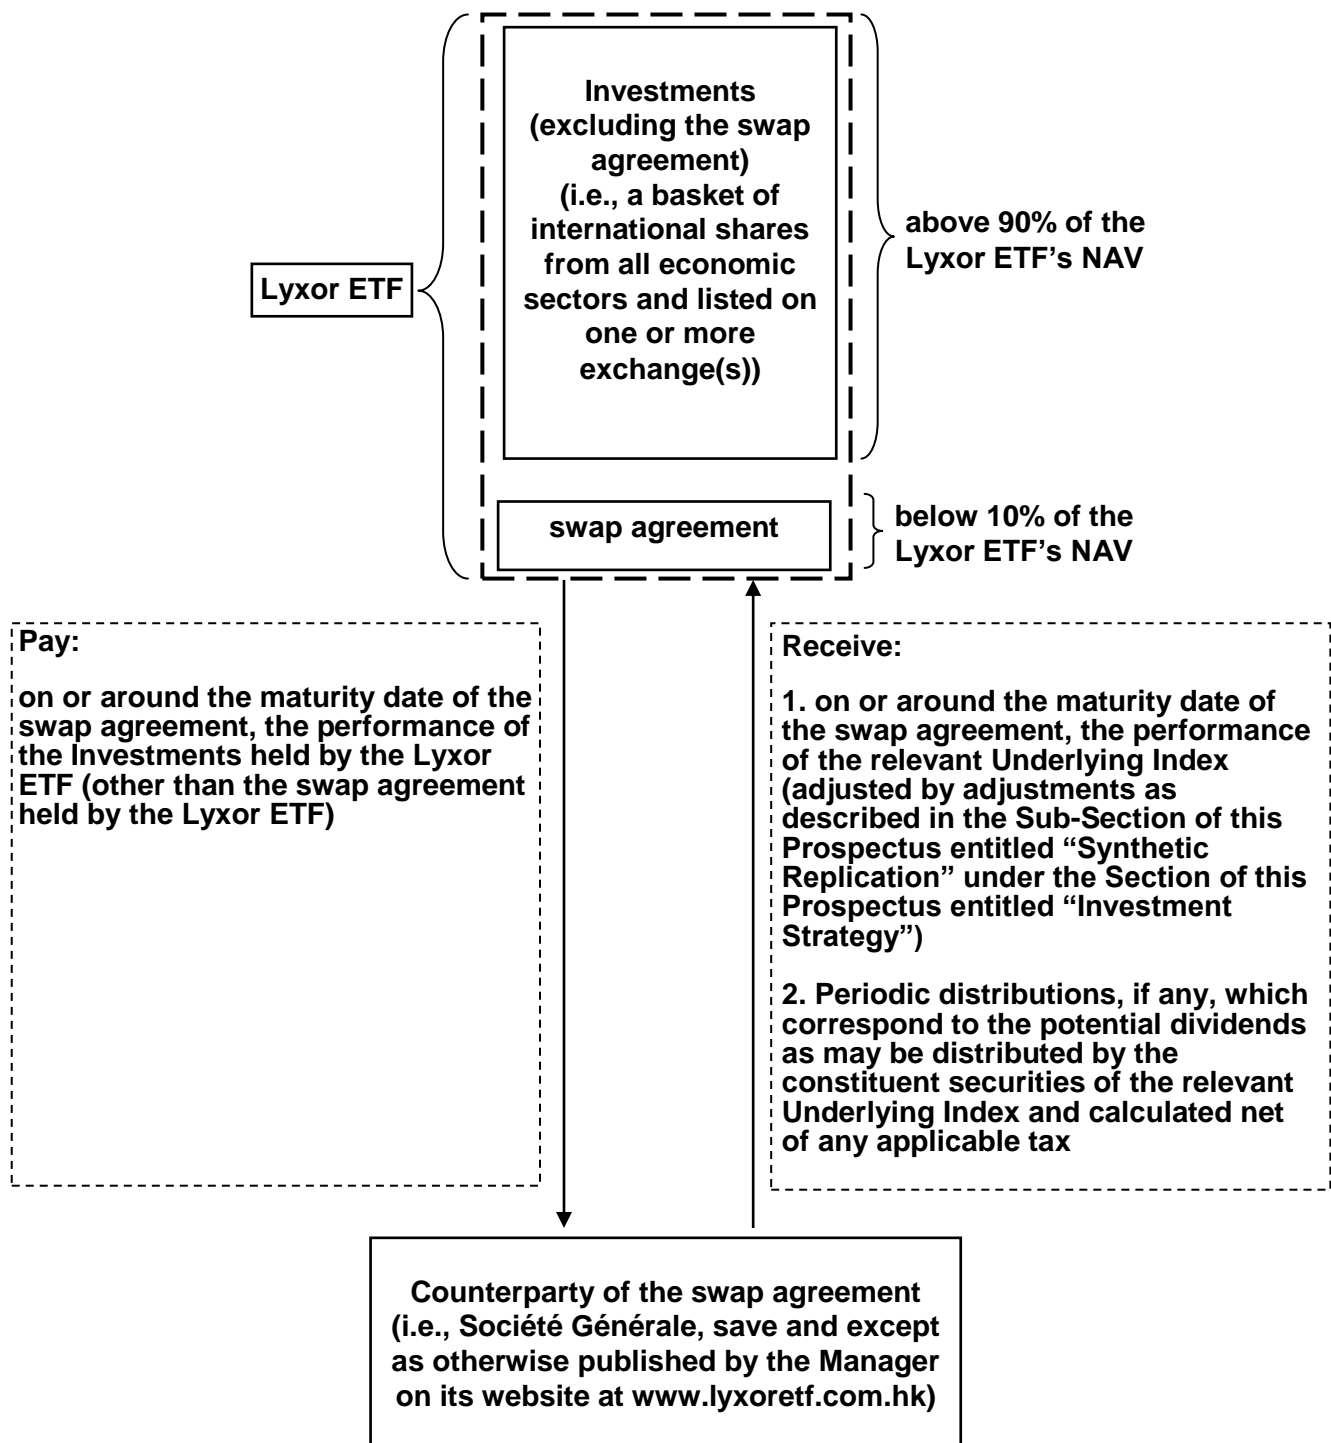 Investments
(excluding the swap
agreement)
(i.e., a basket of
international shares
from all economic
sectors and listed on
one or more
exchange(s))
above 90% of the
Lyxor ETF’s NAV
Lyxor ETF
swap agreement
below 10% of the
Lyxor ETF’s NAV
Pay:
on or around the maturity date of the
swap agreement, the performance of
the Investments held by the Lyxor
ETF (other than the swap agreement
held by the Lyxor ETF)
Receive:
1. on or around the maturity date of
the swap agreement, the performance
of the relevant Underlying Index
(adjusted by adjustments as
described in the Sub-Section of this
Prospectus entitled “Synthetic
Replication” under the Section of this
Prospectus entitled “Investment
Strategy”)
2. Periodic distributions, if any, which
correspond to the potential dividends
as may be distributed by the
constituent securities of the relevant
Underlying Index and calculated net
of any applicable tax
Counterparty of the swap agreement
(i.e., Société Générale, save and except
as otherwise published by the Manager
on its website at www.lyxoretf.com.hk)